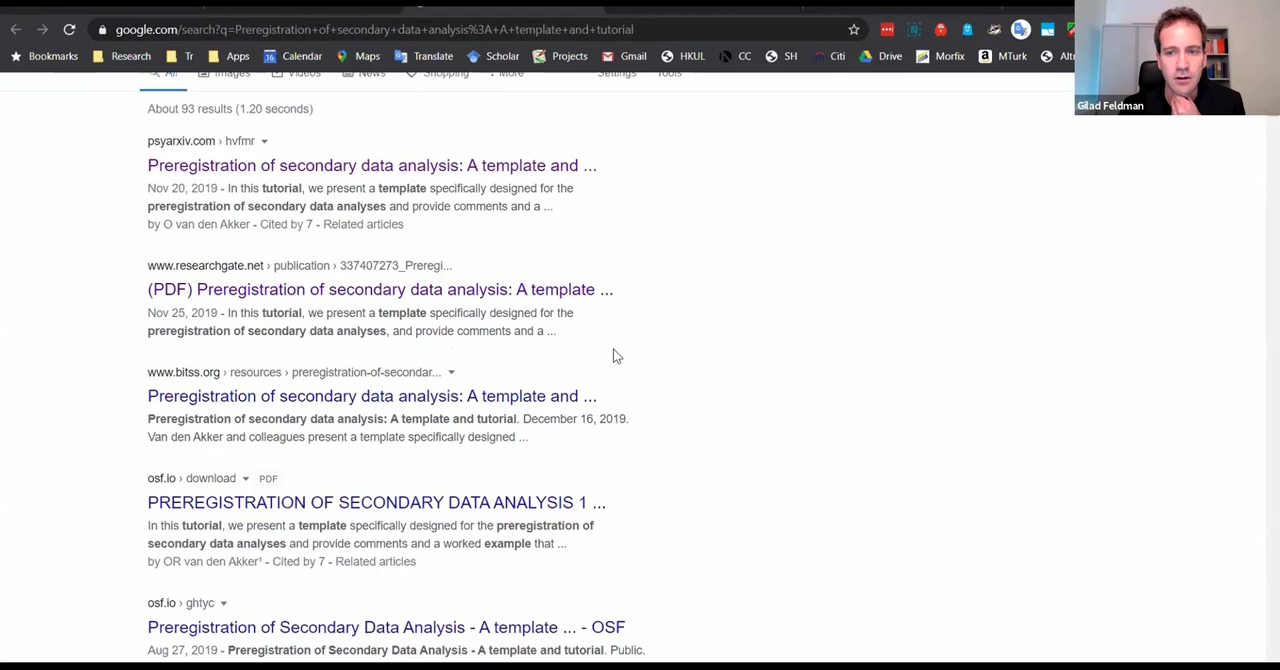 google.com/search?q=Preregistration+of+secondary+data+analysis%3A+A+template+and+tutorial
Bookmarks Research Tr Apps Calendar Maps Translate Scholar Projects Gmail HKUL CC SH Citi Drive Morfix MTurk
All Images Videos News Shopping More Settings Tools
About 93 results (1.20 seconds)
psyarxiv.com › hvfmr
Preregistration of secondary data analysis: A template and ...
Nov 20, 2019 - In this tutorial, we present a template specifically designed for the
preregistration of secondary data analyses and provide comments and a ...
by O van den Akker - Cited by 7 - Related articles
www.researchgate.net › publication › 337407273_Preregi...
(PDF) Preregistration of secondary data analysis: A template ...
Nov 25, 2019 - In this tutorial, we present a template specifically designed for the
preregistration of secondary data analyses, and provide comments and a ...
www.bitss.org › resources › preregistration-of-secondar...
Preregistration of secondary data analysis: A template and ...
Preregistration of secondary data analysis: A template and tutorial. December 16, 2019.
Van den Akker and colleagues present a template specifically designed ...
osf.io › download PDF
PREREGISTRATION OF SECONDARY DATA ANALYSIS 1 ...
In this tutorial, we present a template specifically designed for the preregistration of
secondary data analyses and provide comments and a worked example that ...
by OR van den Akker¹ - Cited by 7 - Related articles
osf.io › ghtyc
Preregistration of Secondary Data Analysis - A template ... - OSF
Aug 27, 2019 - Preregistration of Secondary Data Analysis - A template and tutorial. Public.
Gilad Feldman